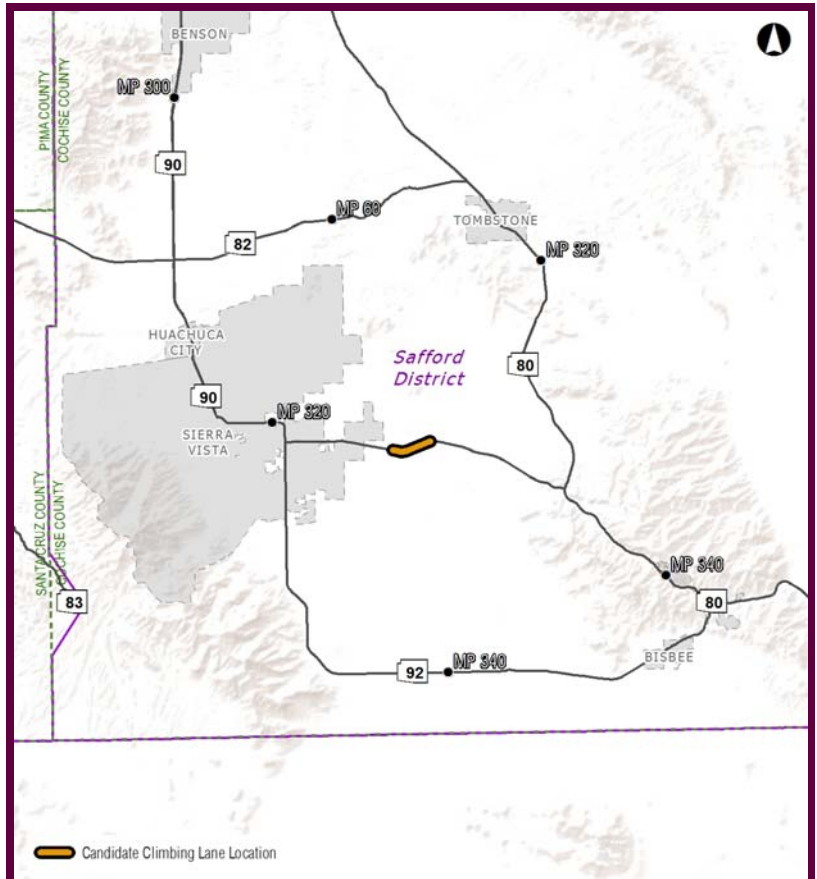 BENSON
MP 300
PIMA COUNTY
COCHISE COUNTY
90
MP 60
82
TOMBSTONE
MP 320
HUACHUCA
CITY
Safford
District
80
90
MP 320
SIERRA
VISTA
SANTA CRUZ COUNTY
COCHISE COUNTY
83
MP 340
80
BISBEE
MP 340
92
Candidate Climbing Lane Location